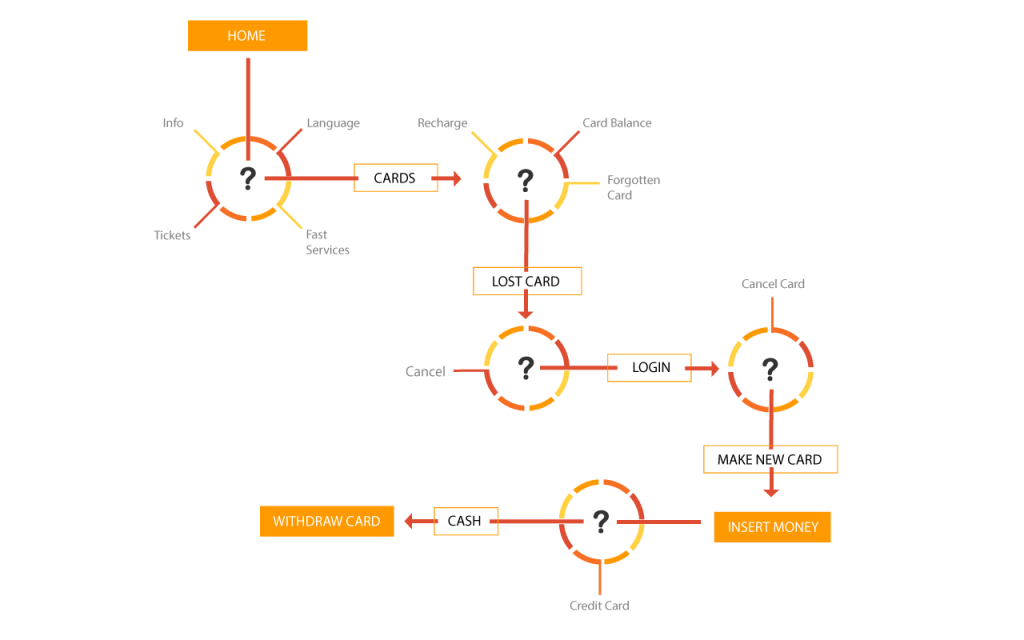 HOME
Info
Language
?
CARDS
Tickets
Fast
Services
Recharge
Card Balance
?
Forgotten
Card
LOST CARD
Cancel
?
LOGIN
Cancel Card
?
MAKE NEW CARD
INSERT MONEY
?
Credit Card
CASH
WITHDRAW CARD